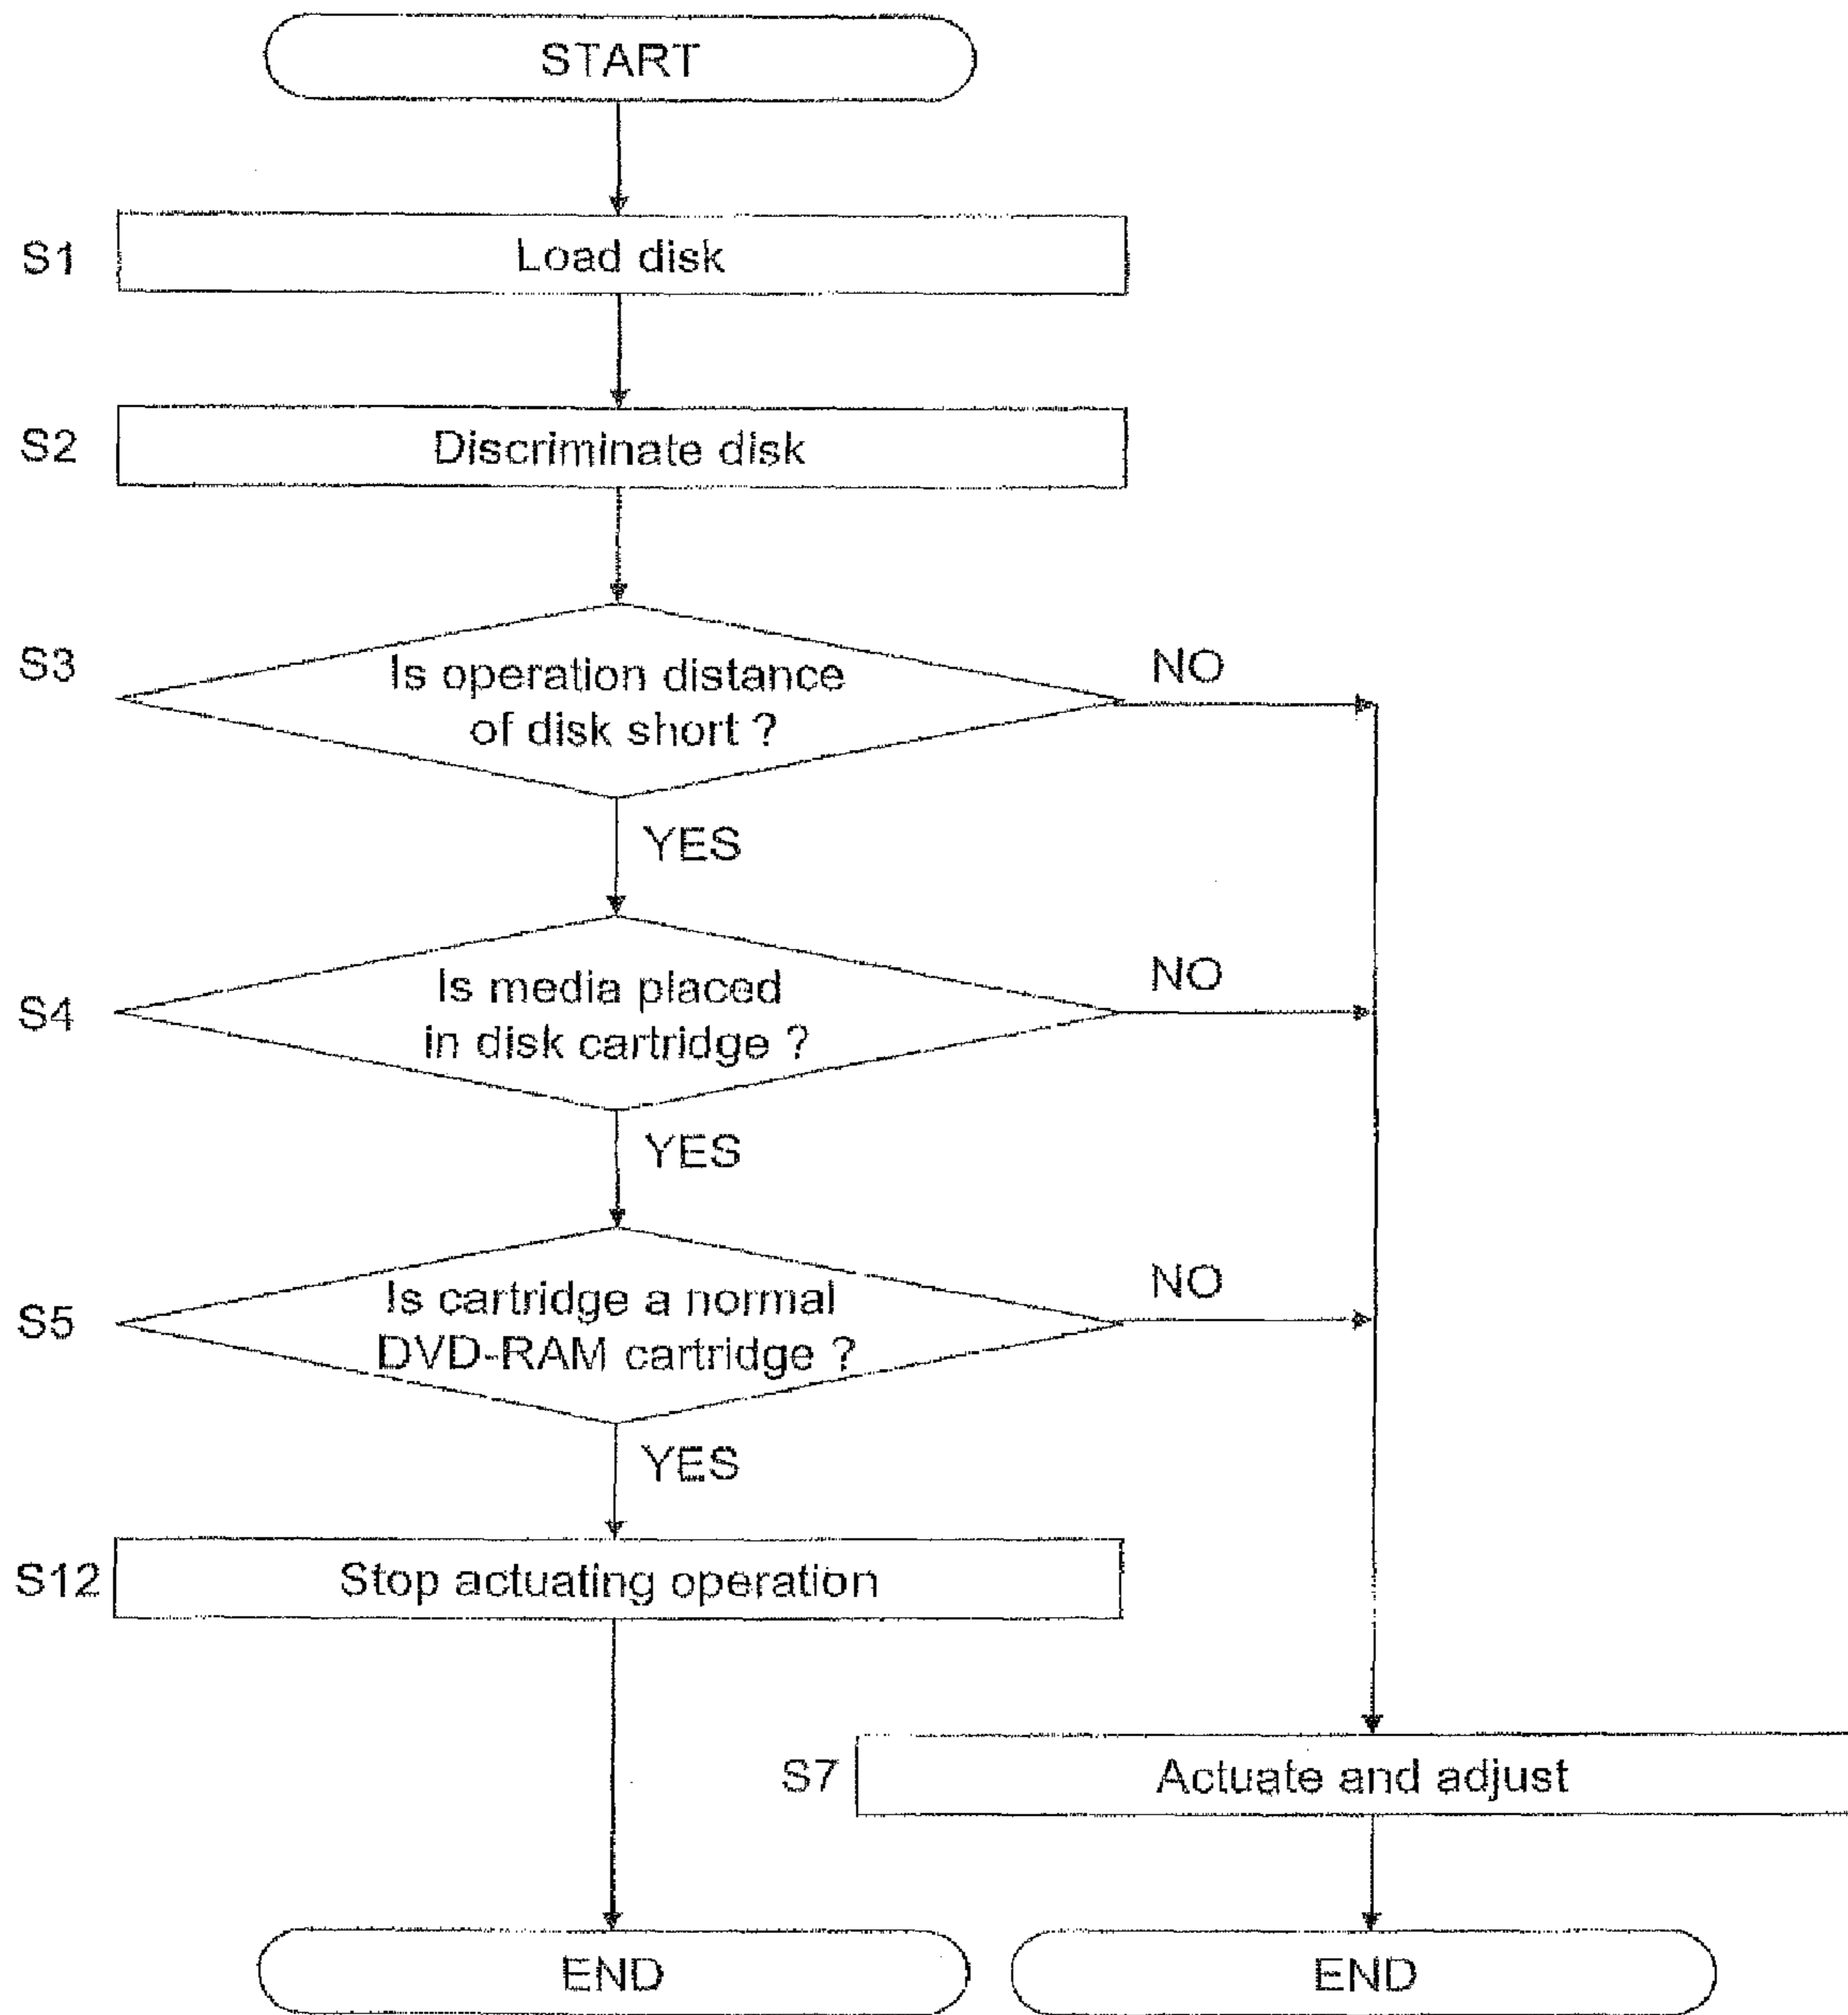 START
S1
Load disk
S2
Discriminate disk
S3
Is operation distance
of disk short ?
NO
YES
S4
Is media placed
in disk cartridge ?
NO
YES
S5
Is cartridge a normal
DVD-RAM cartridge ?
NO
YES
S12
Stop actuating operation
S7
Actuate and adjust
END
END